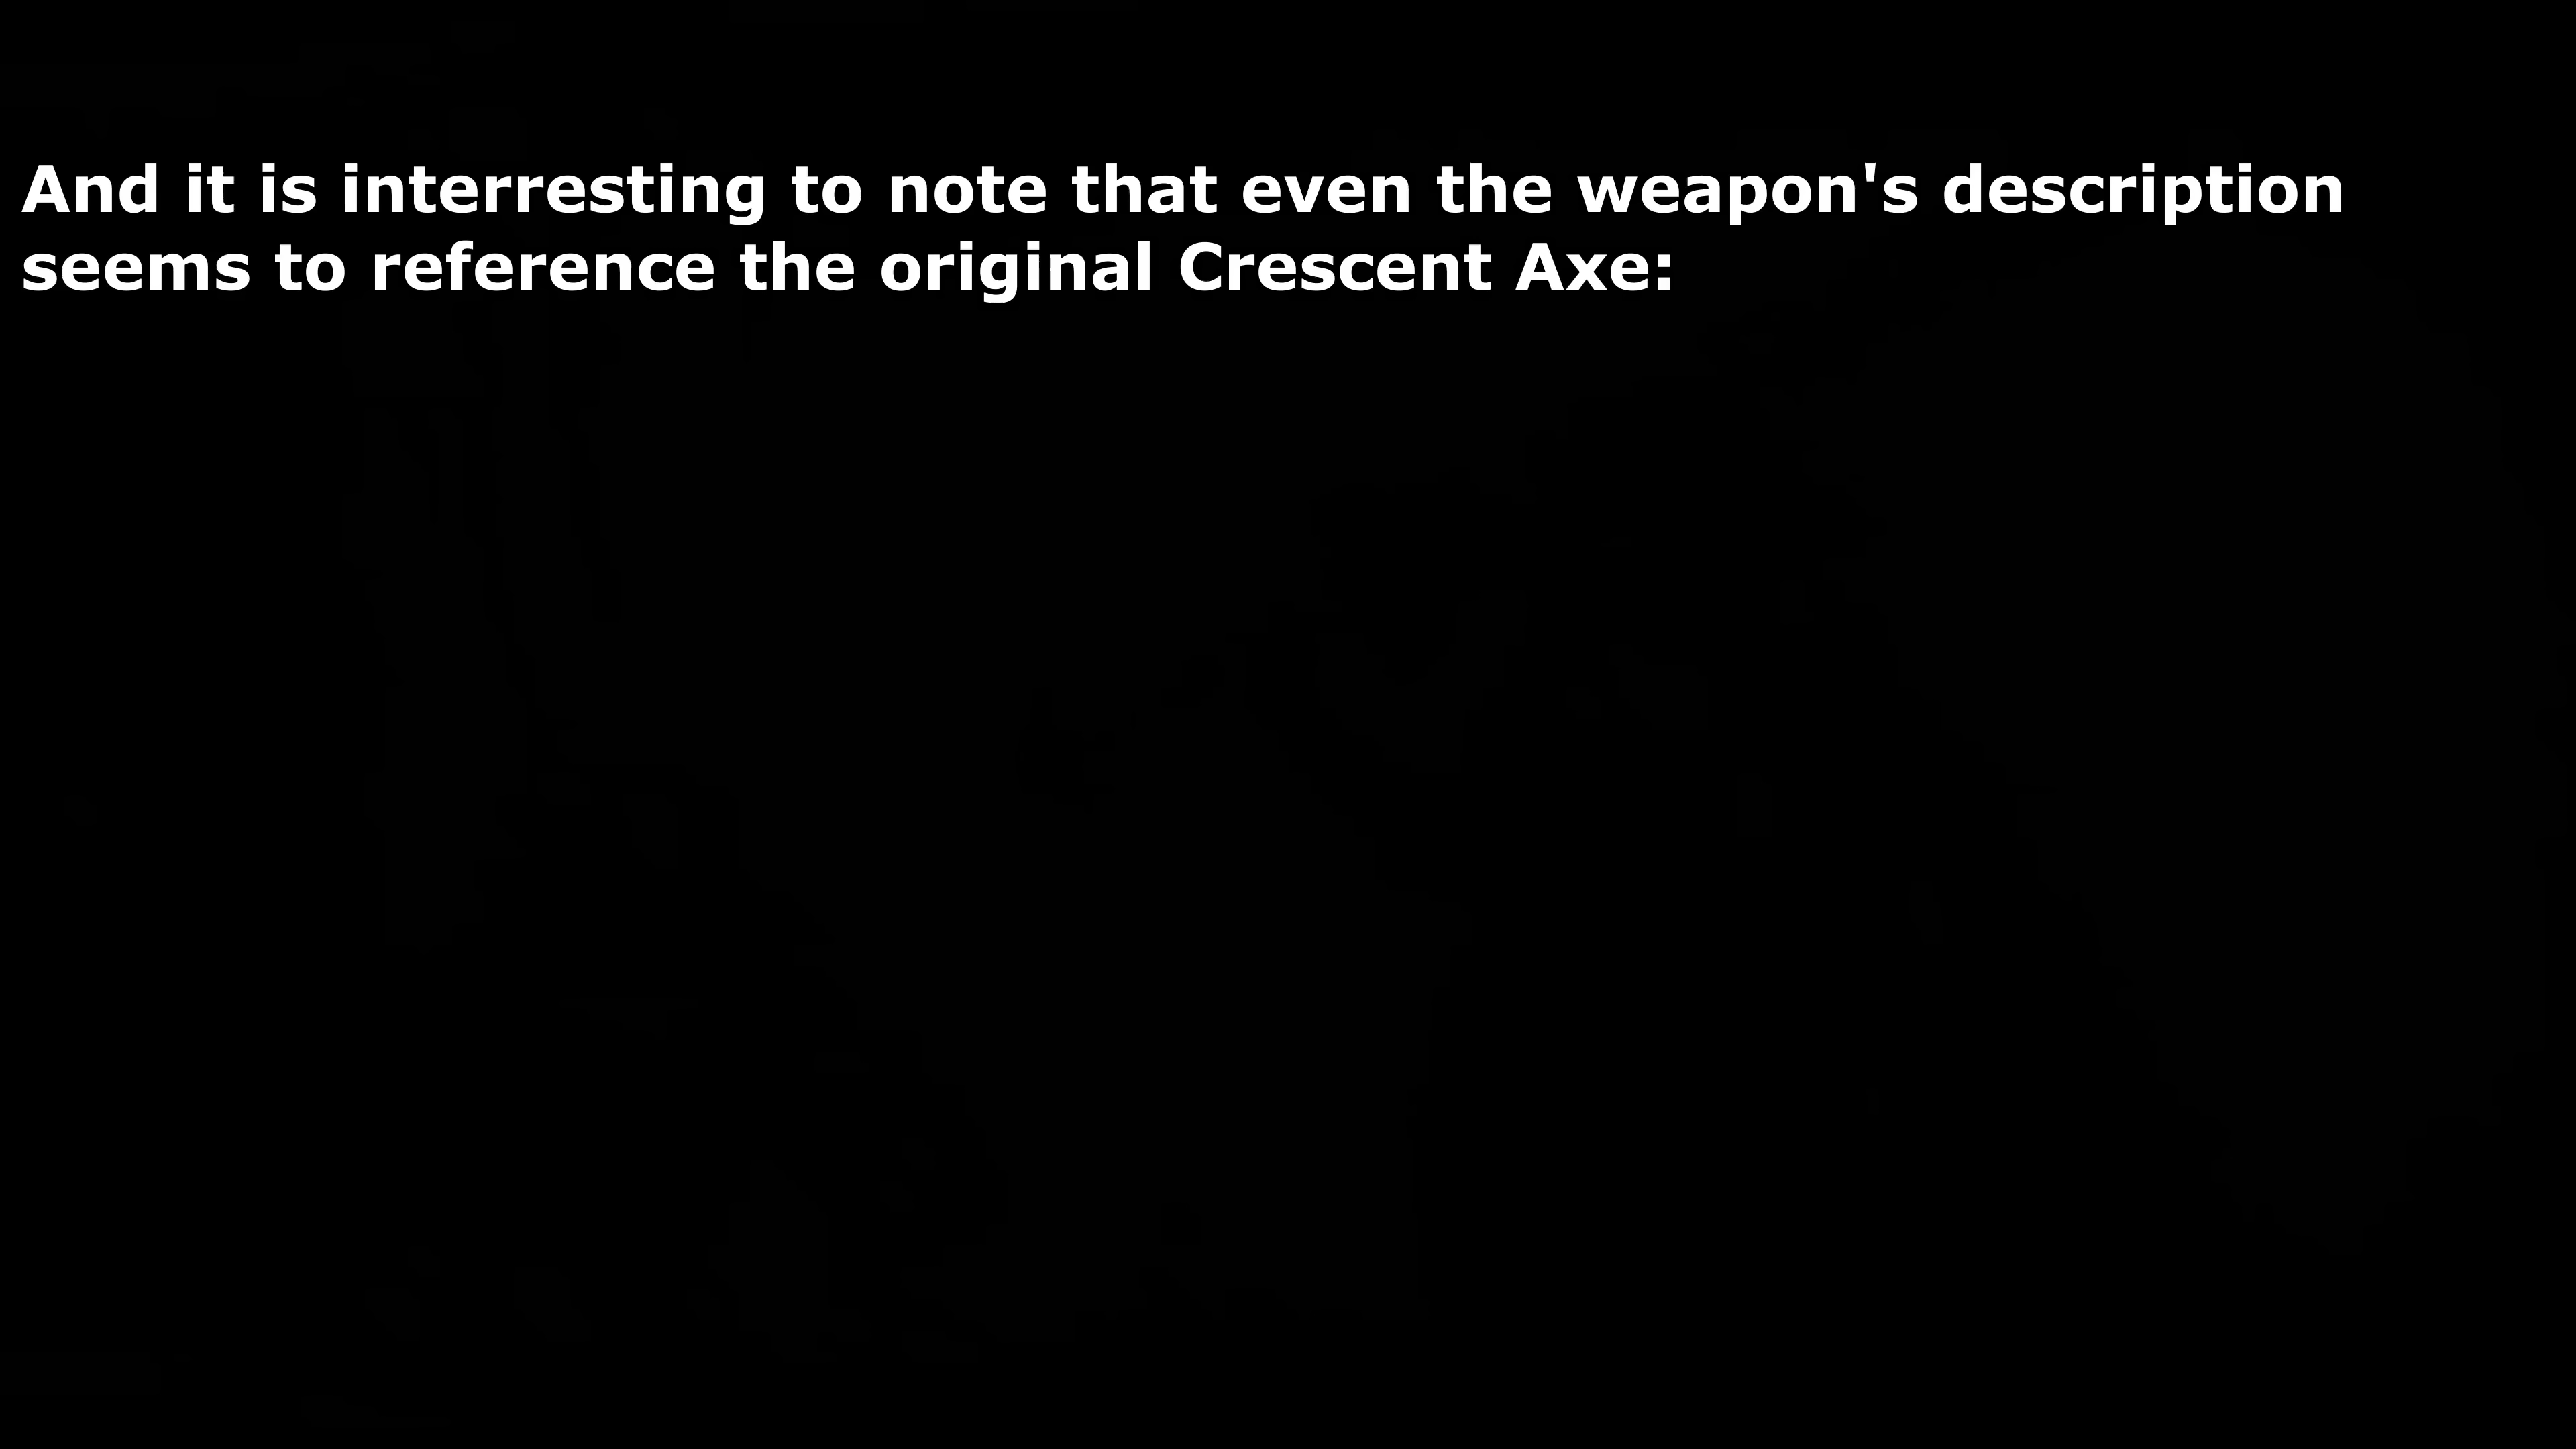 And it is interresting to note that even the weapon's description
seems to reference the original Crescent Axe: